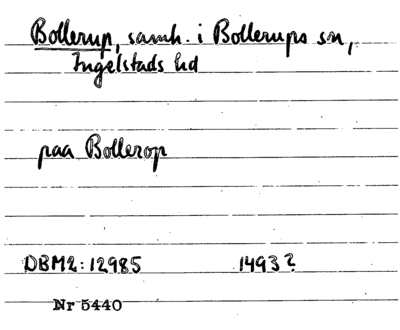 Bollerup, samh. i Bollerups sn,
Ingelstads hd
paa Bollerop
DBM2:12985 1493?
Nr 5440